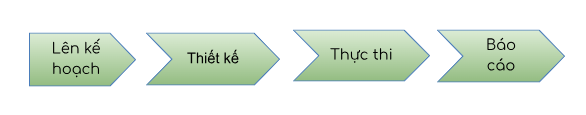 Lên kế
hoạch
Thiết kế
Thực thi
Báo
cáo